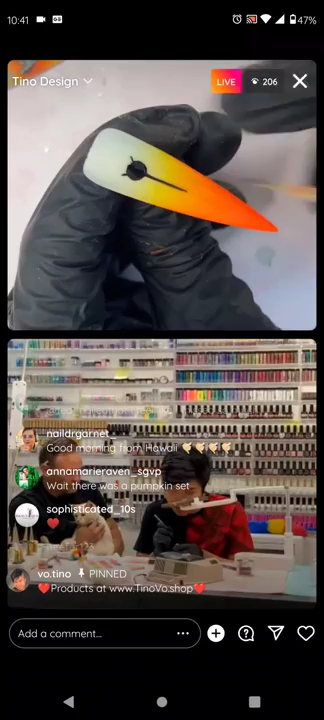 10:41
47%
Tino Design
LIVE
206
naildrgarnet
Good morning from Hawaii
annamarieraven_sgvp
Wait there was a pumpkin set
sophisticated_10s
vo.tino PINNED
Products at www.TinoVo.shop
Add a comment...